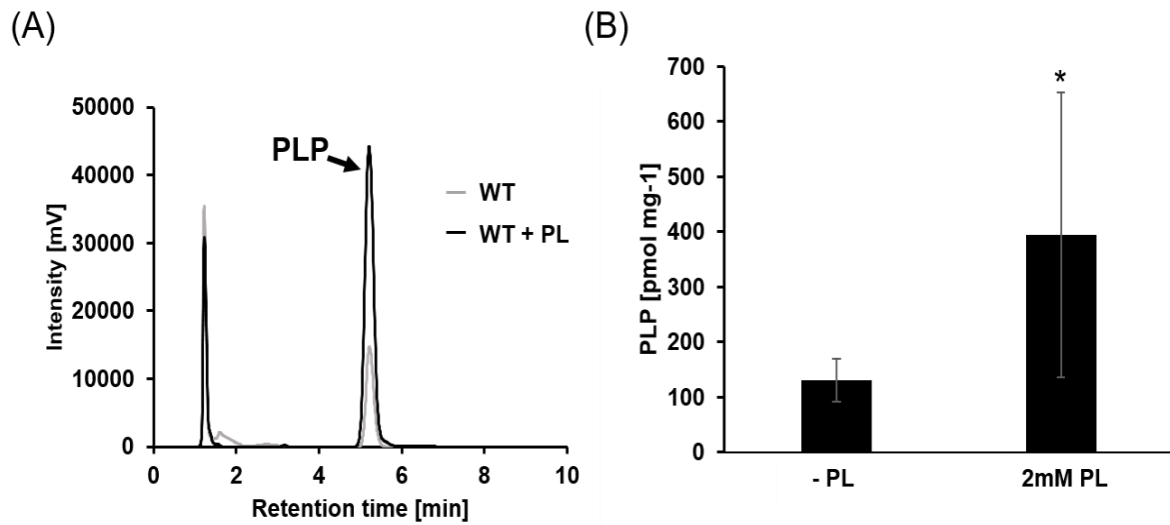 (A)
50000
40000
30000
20000
10000
0
Intensity [mV]
PLP
WT
WT + PL
0 2 4 6 8 10
Retention time [min]
(B)
700
600
500
400
300
200
100
0
PLP [pmol mg-1]
*
- PL 2mM PL